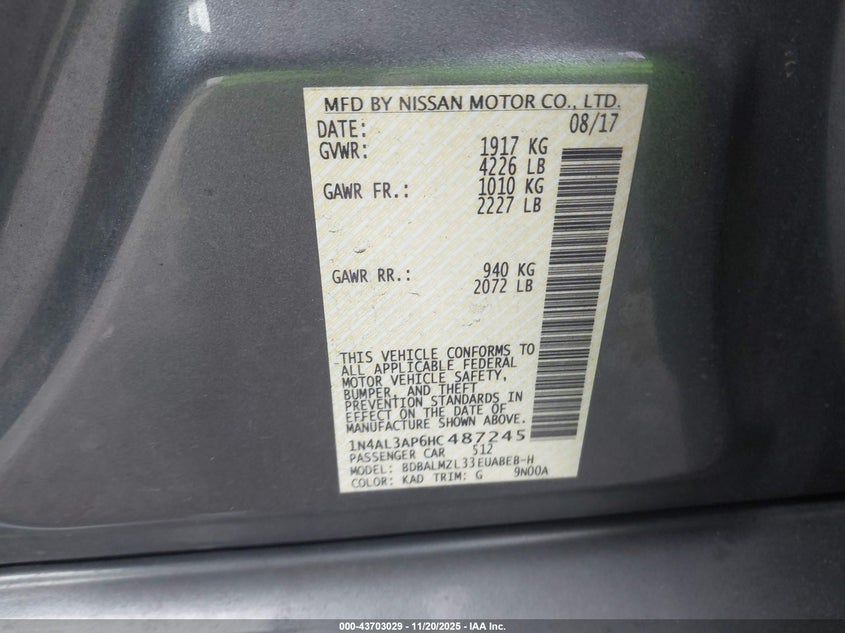 MFD BY NISSAN MOTOR CO., LTD.
DATE: 08/17
GVWR: 1917 KG
4226 LB
GAWR FR.: 1010 KG
2227 LB
GAWR RR.: 940 KG
2072 LB
THIS VEHICLE CONFORMS TO
ALL APPLICABLE FEDERAL
MOTOR VEHICLE SAFETY,
BUMPER, AND THEFT
PREVENTION STANDARDS IN
EFFECT ON THE DATE OF
MANUFACTURE SHOWN ABOVE.
1N4AL3AP6HC487245
PASSENGER CAR 512
MODEL: BDBALMZL33EUABEB-H
COLOR: KAD TRIM: G 9N00A
000-43703029 - 11/20/2025 - IAA Inc.